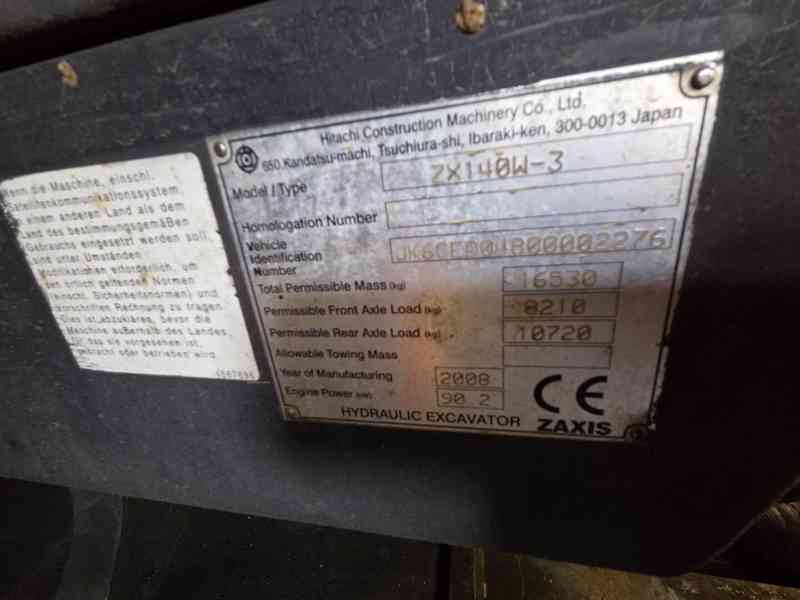 Hitachi Construction Machinery Co., Ltd.
650 Kandatsu-machi, Tsuchiura-shi, Ibaraki-ken, 300-0013 Japan
Model / Type ZX140W-3
Homologation Number
Vehicle
Identification
Number
Total Permissible Mass (kg) 16530
Permissible Front Axle Load (kg) 8210
Permissible Rear Axle Load (kg) 10720
Allowable Towing Mass
Year of Manufacturing 2008
Engine Power (kW) 90.2
CE
HYDRAULIC EXCAVATOR ZAXIS
Wenn die Maschine, einschl.
Satellitenkommunikationssystem
einem anderen Land als dem
Land des bestimmungsgemäßen
Gebrauchs eingesetzt werden soll,
sind unter Umständen
Modifikationen erforderlich, um
den örtlich geltenden Normen
(einschl. Sicherheitsnormen) und
Vorschriften Rechnung zu tragen.
Dies ist abzuklären, bevor die
Maschine außerhalb des Landes,
für das sie vorgesehen ist,
gebracht oder betrieben wird.